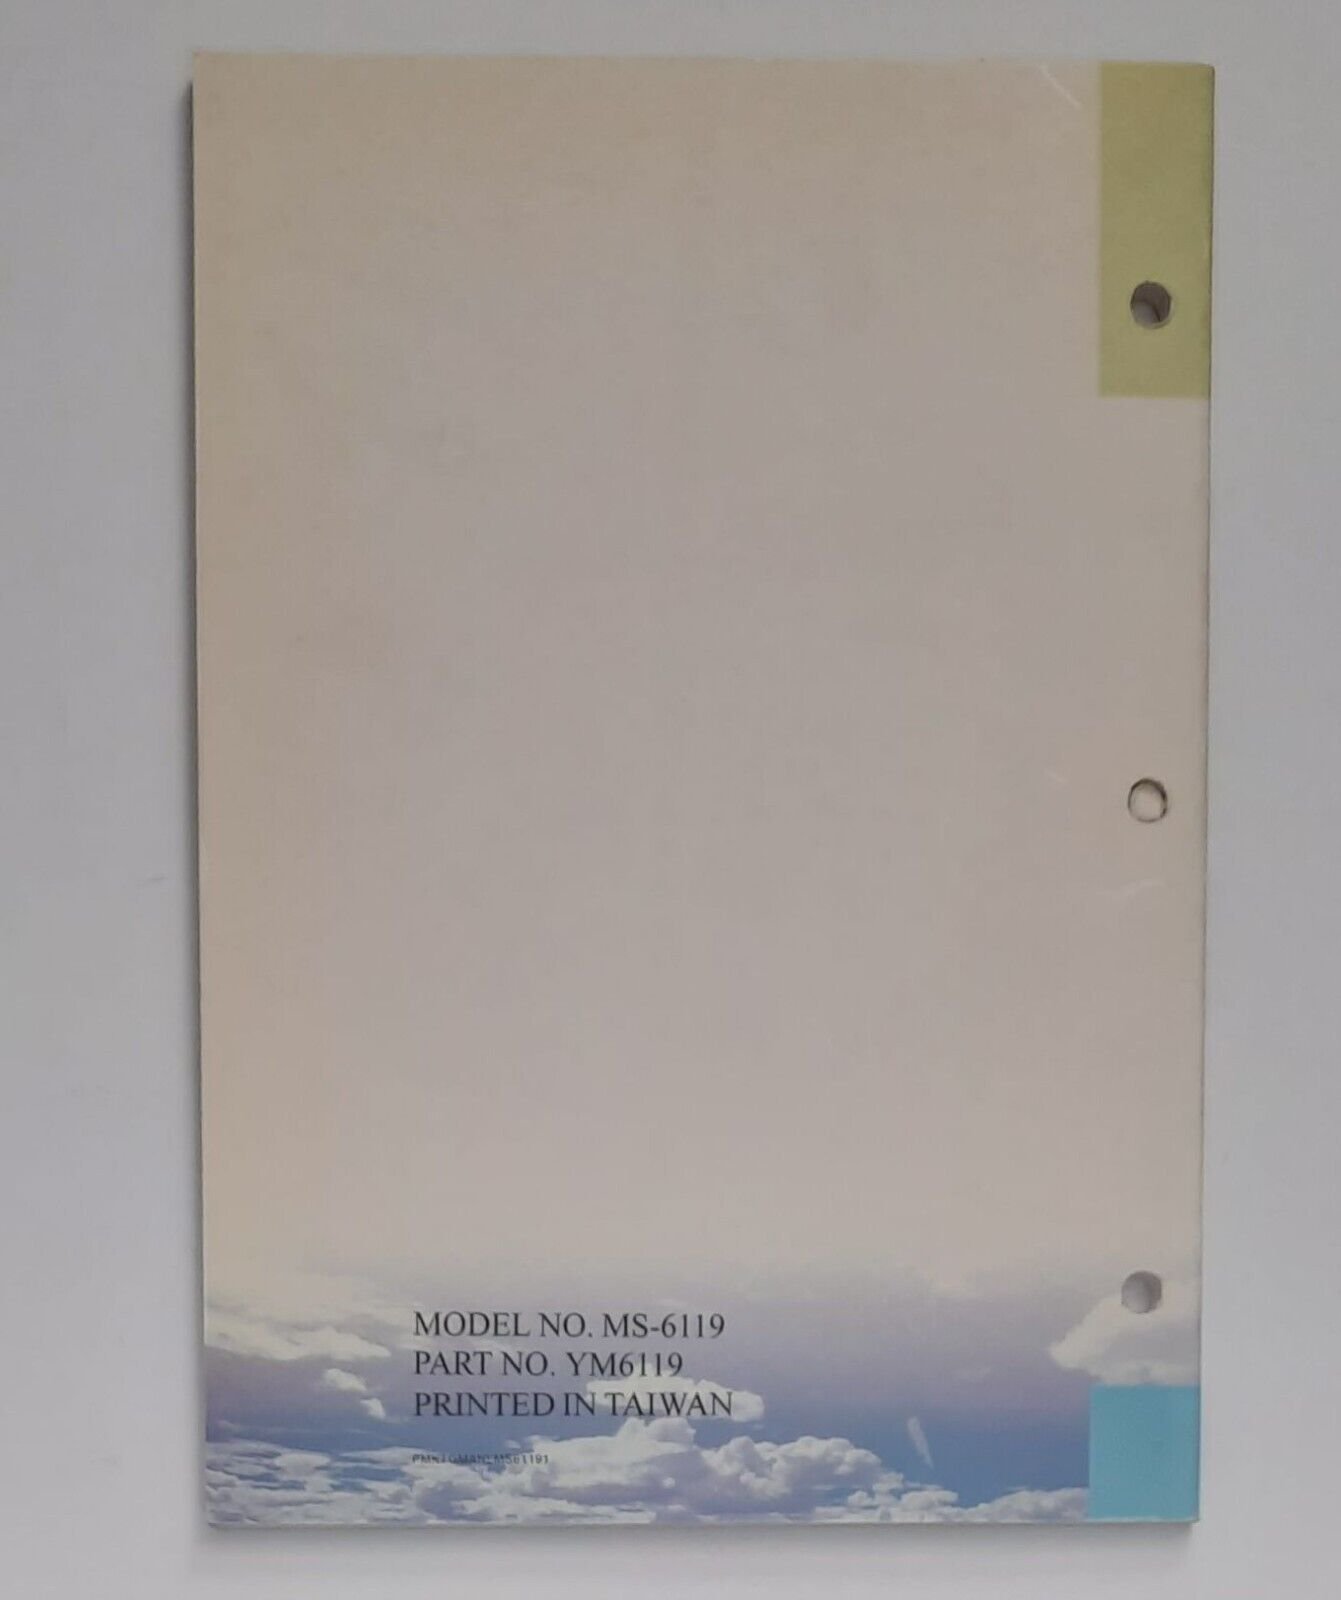 MODEL NO. MS-6119
PART NO. YM6119
PRINTED IN TAIWAN